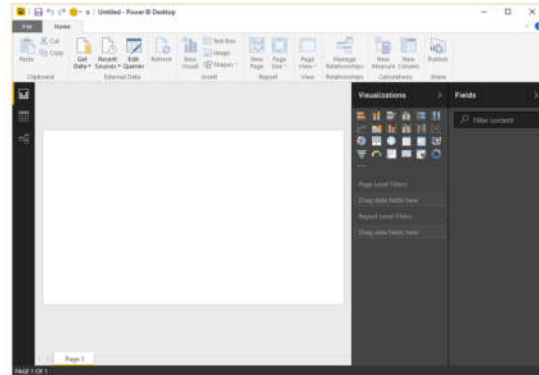 Untitled - Power BI Desktop
File Home
Paste
Cut
Copy
Clipboard
Get Data
Recent Sources
Edit Queries
External Data
Refresh
New Visual
Text Box
Image
Shapes
Insert
New Page
Page Size
Report
Page View
View
Manage Relationships
Relationships
New Measure
New Column
Calculations
Publish
Share
Visualizations
Fields
Filter content
Page Level Filters
Drag data fields here
Report Level Filters
Drag data fields here
Page 1
PAGE 1 OF 1